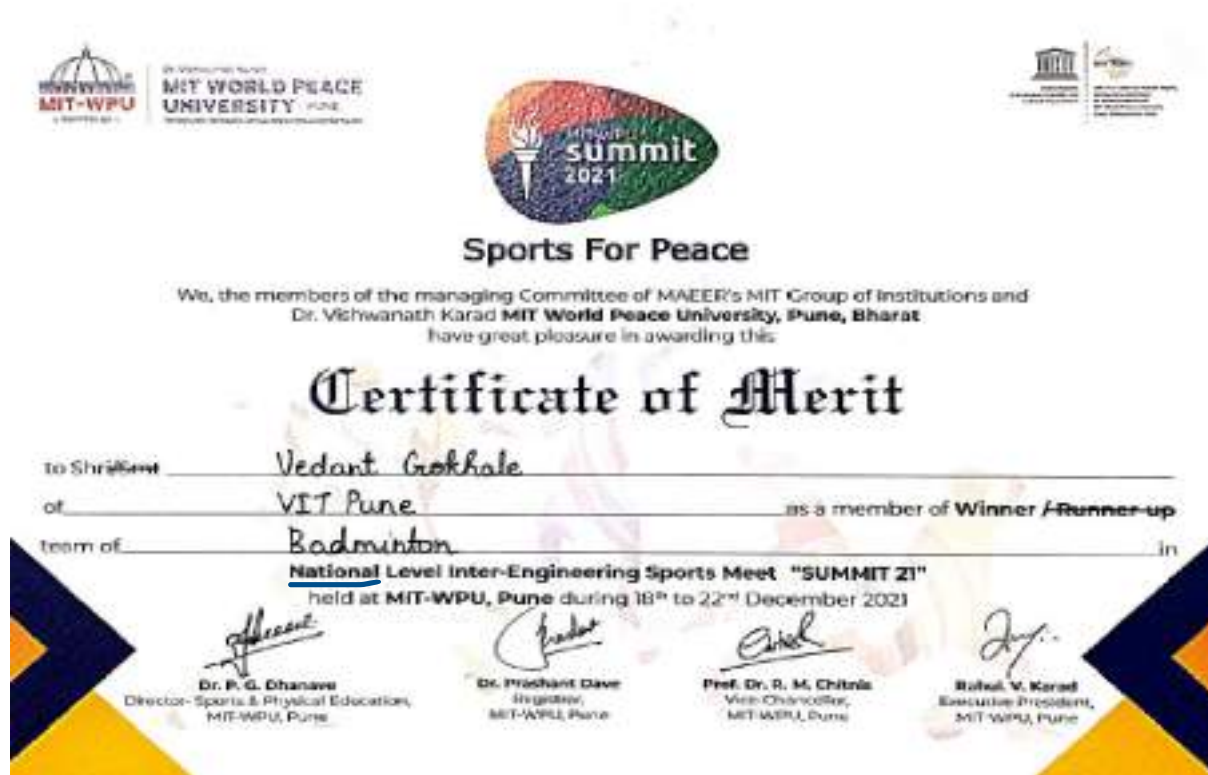 MIT-WPU
MIT WORLD PEACE
UNIVERSITY PUNE
MIT-WPU
summit
2021
Sports For Peace
We, the members of the managing Committee of MAEER's MIT Group of Institutions and
Dr. Vishwanath Karad MIT World Peace University, Pune, Bharat
have great pleasure in awarding this
Certificate of Merit
to Shri/Smt Vedant Gokhale
of VIT Pune as a member of Winner / Runner up
team of Badminton in
National Level Inter-Engineering Sports Meet "SUMMIT 21"
held at MIT-WPU, Pune during 18th to 22nd December 2021
Dr. P. G. Dhanave
Director- Sports & Physical Education,
MIT-WPU, Pune
Dr. Prashant Dave
Registrar,
MIT-WPU, Pune
Prof. Dr. R. M. Chitnis
Vice Chancellor,
MIT-WPU, Pune
Rahul. V. Karad
Executive President,
MIT-WPU, Pune